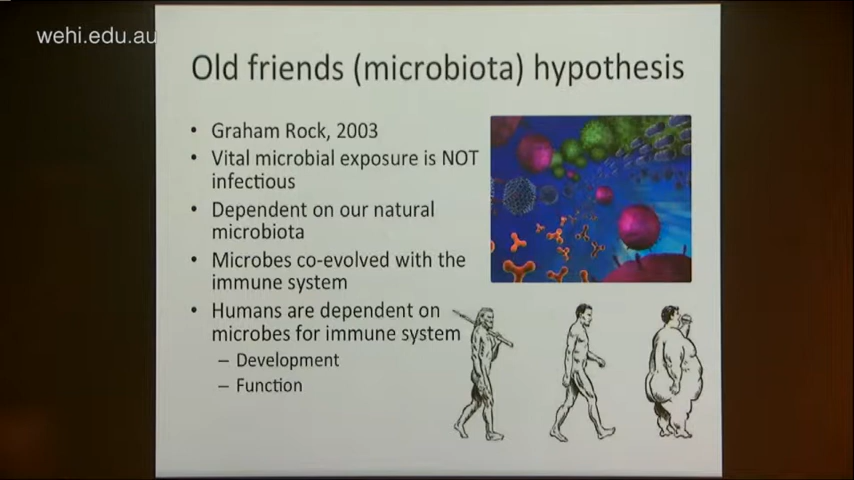 wehi.edu.au
Old friends (microbiota) hypothesis
• Graham Rock, 2003
• Vital microbial exposure is NOT
infectious
• Dependent on our natural
microbiota
• Microbes co-evolved with the
immune system
• Humans are dependent on
microbes for immune system
– Development
– Function